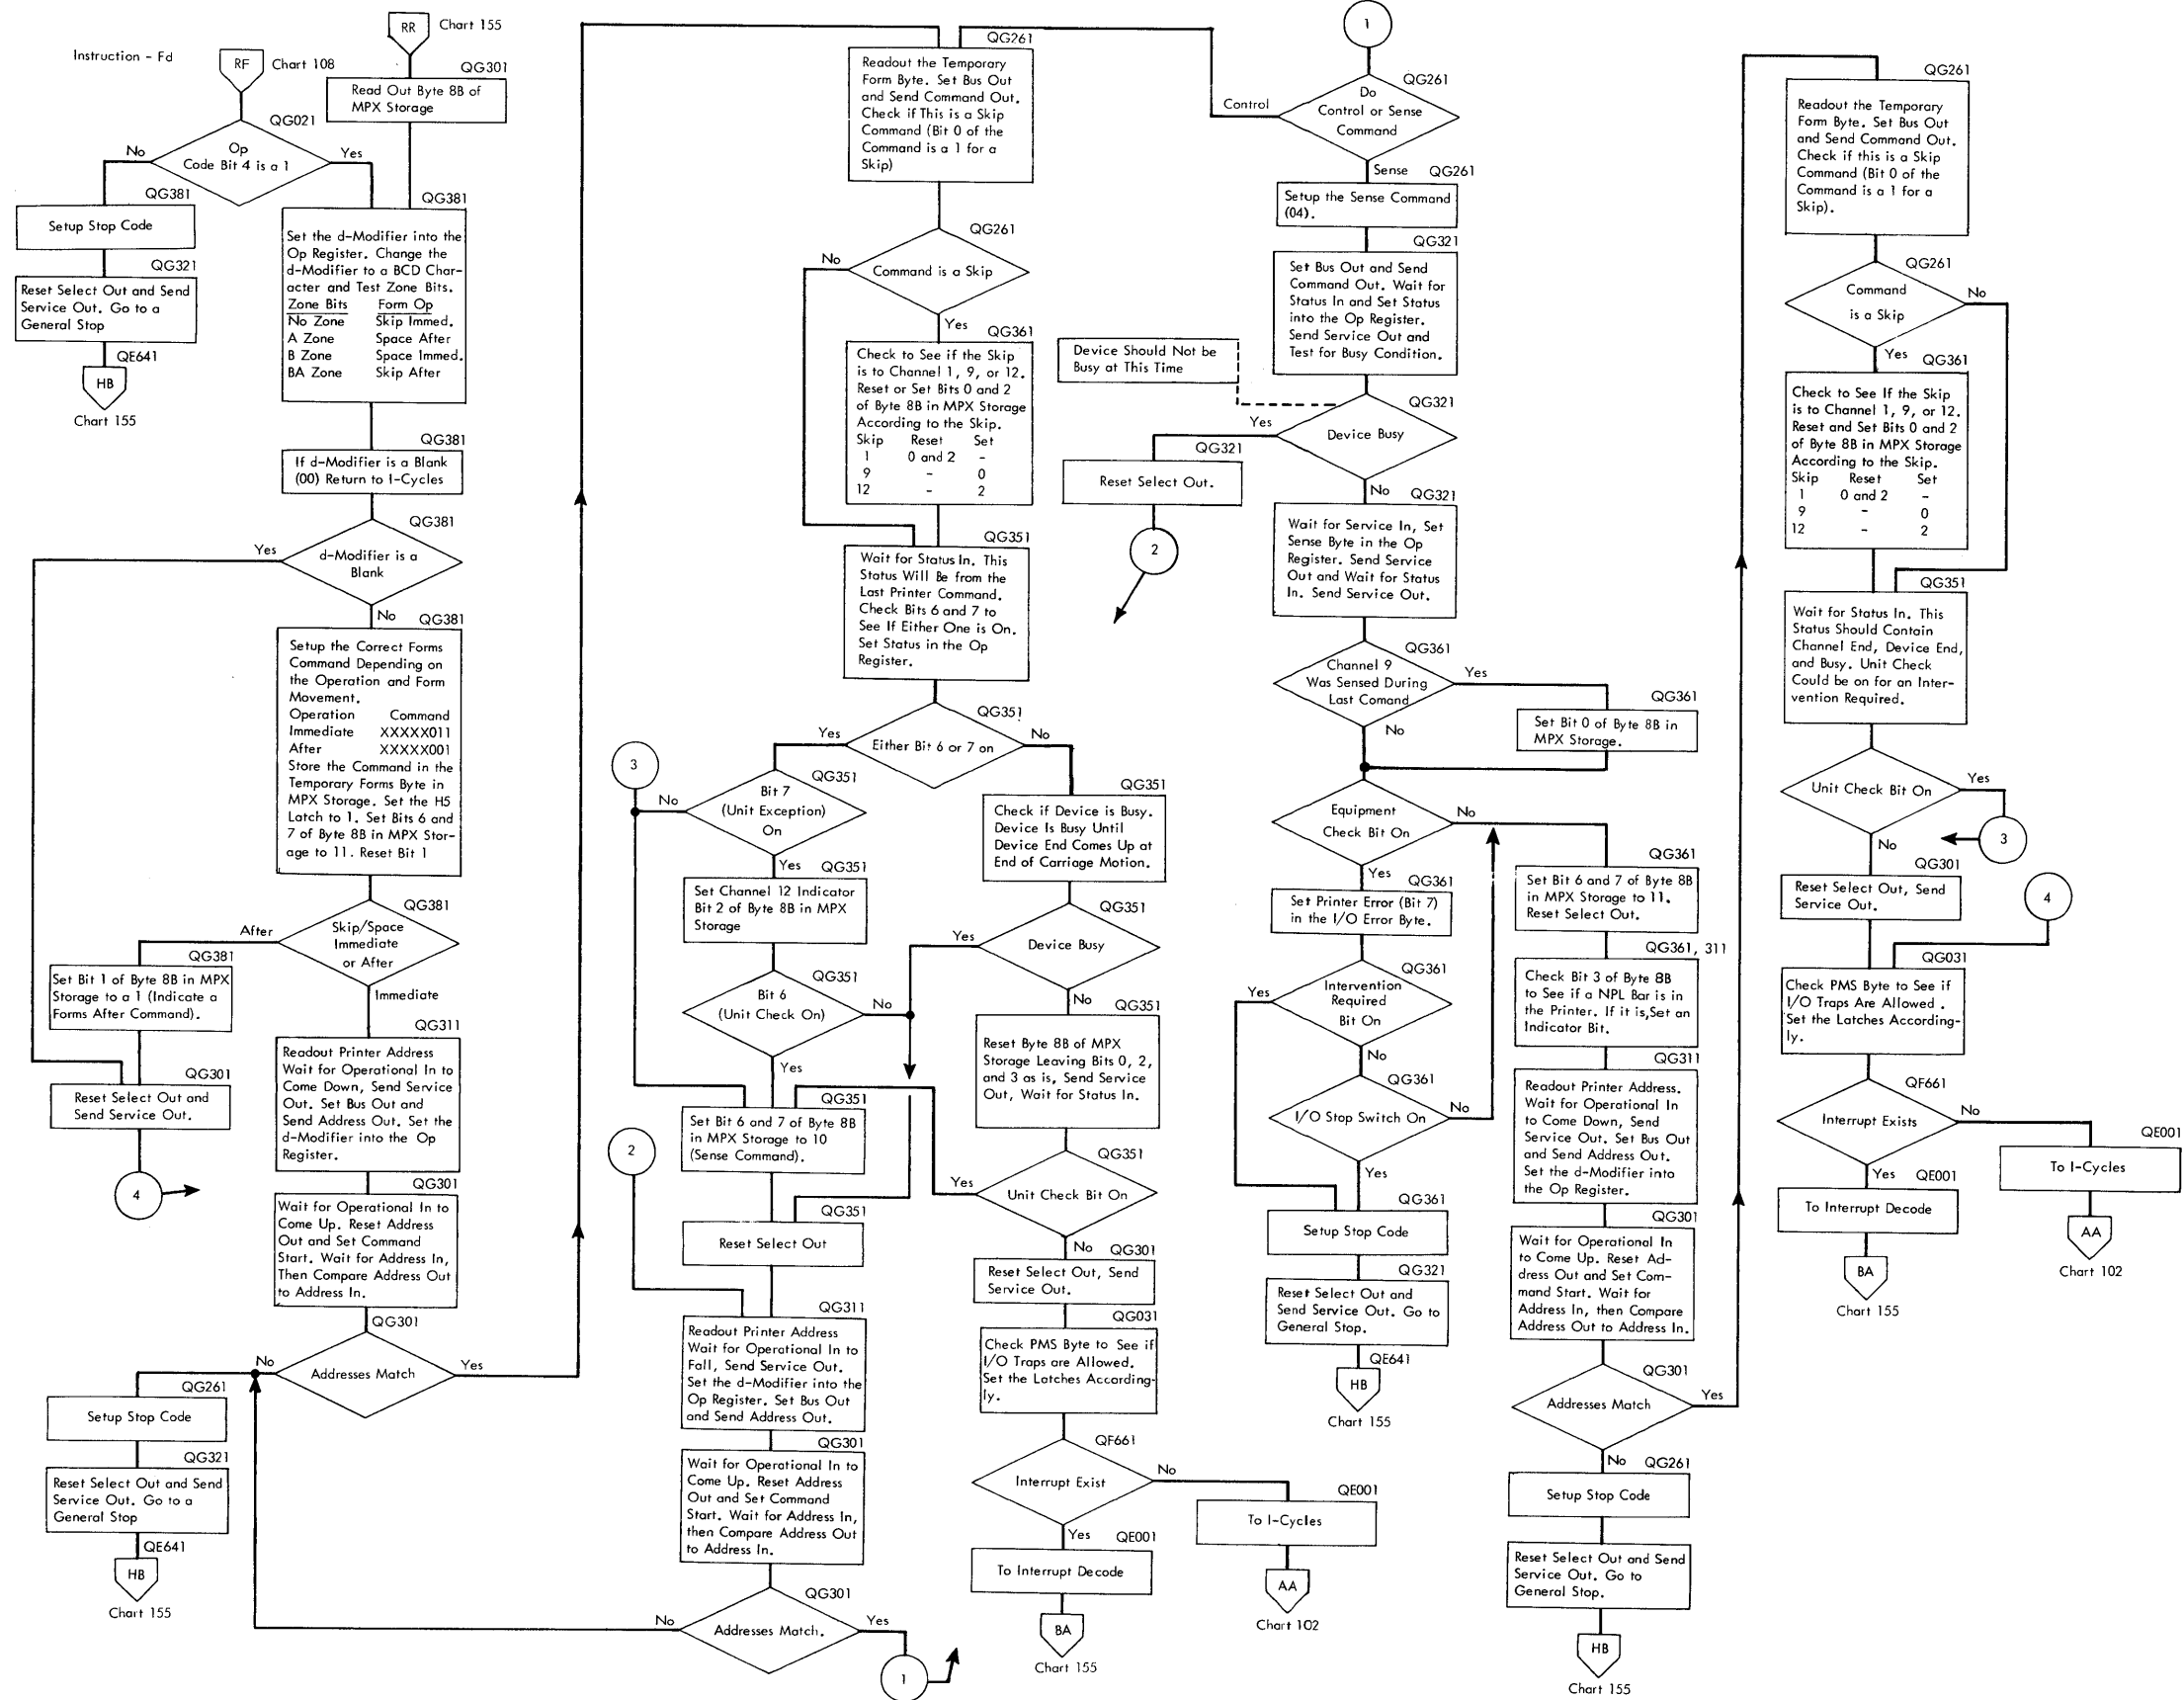 Instruction - Fd
RF
Chart 108
RR
Chart 155
QG301
Read Out Byte 8B of
MPX Storage
QG021
Op
Code Bit 4 is a 1
No
Yes
QG381
Setup Stop Code
QG321
Reset Select Out and Send
Service Out. Go to a
General Stop
QE641
HB
Chart 155
QG381
Set the d-Modifier into the
Op Register. Change the
d-Modifier to a BCD Char-
acter and Test Zone Bits.
Zone Bits Form Op
No Zone Skip Immed.
A Zone Space After
B Zone Space Immed.
BA Zone Skip After
QG381
If d-Modifier is a Blank
(00) Return to I-Cycles
QG381
d-Modifier is a
Blank
Yes
No
QG381
Setup the Correct Forms
Command Depending on
the Operation and Form
Movement.
Operation Command
Immediate XXXXX011
After XXXXX001
Store the Command in the
Temporary Forms Byte in
MPX Storage. Set the H5
Latch to 1. Set Bits 6 and
7 of Byte 8B in MPX Stor-
age to 11. Reset Bit 1
QG381
Skip/Space
Immediate
or After
After
Immediate
QG381
Set Bit 1 of Byte 8B in MPX
Storage to a 1 (Indicate a
Forms After Command).
QG301
Reset Select Out and
Send Service Out.
4
QG311
Readout Printer Address
Wait for Operational In to
Come Down, Send Service
Out. Set Bus Out and
Send Address Out. Set the
d-Modifier into the Op
Register.
QG301
Wait for Operational In to
Come Up. Reset Address
Out and Set Command
Start. Wait for Address In,
Then Compare Address Out
to Address In.
QG301
Addresses Match
No
Yes
QG261
Setup Stop Code
QG321
Reset Select Out and Send
Service Out. Go to a
General Stop
QE641
HB
Chart 155
QG261
Readout the Temporary
Form Byte. Set Bus Out
and Send Command Out.
Check if This is a Skip
Command (Bit 0 of the
Command is a 1 for a
Skip)
QG261
Command is a Skip
No
Yes
QG361
Check to See if the Skip
is to Channel 1, 9, or 12.
Reset or Set Bits 0 and 2
of Byte 8B in MPX Storage
According to the Skip.
Skip Reset Set
1 0 and 2 -
9 - 0
12 - 2
QG351
Wait for Status In. This
Status Will Be from the
Last Printer Command.
Check Bits 6 and 7 to
See If Either One is On.
Set Status in the Op
Register.
QG351
Either Bit 6 or 7 on
Yes
No
3
QG351
Bit 7
(Unit Exception)
On
No
Yes
QG351
Set Channel 12 Indicator
Bit 2 of Byte 8B in MPX
Storage
QG351
Bit 6
(Unit Check On)
No
Yes
QG351
Set Bit 6 and 7 of Byte 8B
in MPX Storage to 10
(Sense Command).
2
QG351
Reset Select Out
QG311
Readout Printer Address
Wait for Operational In to
Fall, Send Service Out.
Set the d-Modifier into the
Op Register. Set Bus Out
and Send Address Out.
QG301
Wait for Operational In to
Come Up. Reset Address
Out and Set Command
Start. Wait for Address In,
then Compare Address Out
to Address In.
QG301
Addresses Match.
No
Yes
1
QG351
Check if Device is Busy.
Device Is Busy Until
Device End Comes Up at
End of Carriage Motion.
QG351
Device Busy
Yes
No
QG351
Reset Byte 8B of MPX
Storage Leaving Bits 0, 2,
and 3 as is, Send Service
Out, Wait for Status In.
QG351
Unit Check Bit On
Yes
No
QG301
Reset Select Out, Send
Service Out.
QG031
Check PMS Byte to See if
I/O Traps are Allowed.
Set the Latches According-
ly.
QF661
Interrupt Exist
No
Yes
QE001
To Interrupt Decode
BA
Chart 155
QE001
To I-Cycles
AA
Chart 102
1
QG261
Do
Control or Sense
Command
Control
Sense
QG261
Setup the Sense Command
(04).
QG321
Set Bus Out and Send
Command Out. Wait for
Status In and Set Status
into the Op Register.
Send Service Out and
Test for Busy Condition.
Device Should Not be
Busy at This Time
QG321
Device Busy
Yes
No
QG321
Reset Select Out.
2
QG321
Wait for Service In, Set
Sense Byte in the Op
Register. Send Service
Out and Wait for Status
In. Send Service Out.
QG361
Channel 9
Was Sensed During
Last Comand
Yes
No
QG361
Set Bit 0 of Byte 8B in
MPX Storage.
Equipment
Check Bit On
No
Yes
QG361
Set Printer Error (Bit 7)
in the I/O Error Byte.
QG361
Intervention
Required
Bit On
Yes
No
QG361
I/O Stop Switch On
No
Yes
QG361
Setup Stop Code
QG321
Reset Select Out and
Send Service Out. Go to
General Stop.
QE641
HB
Chart 155
QG361
Set Bit 6 and 7 of Byte 8B
in MPX Storage to 11.
Reset Select Out.
QG361, 311
Check Bit 3 of Byte 8B
to See if a NPL Bar is in
the Printer. If it is, Set an
Indicator Bit.
QG311
Readout Printer Address.
Wait for Operational In
to Come Down, Send
Service Out. Set Bus Out
and Send Address Out.
Set the d-Modifier into
the Op Register.
QG301
Wait for Operational In
to Come Up. Reset Ad-
dress Out and Set Com-
mand Start. Wait for
Address In, then Compare
Address Out to Address In.
QG301
Addresses Match
Yes
No
QG261
Setup Stop Code
Reset Select Out and Send
Service Out. Go to
General Stop.
HB
Chart 155
QG261
Readout the Temporary
Form Byte. Set Bus Out
and Send Command Out.
Check if this is a Skip
Command (Bit 0 of the
Command is a 1 for a
Skip).
QG261
Command
is a Skip
No
Yes
QG361
Check to See If the Skip
is to Channel 1, 9, or 12.
Reset and Set Bits 0 and 2
of Byte 8B in MPX Storage
According to the Skip.
Skip Reset Set
1 0 and 2 -
9 - 0
12 - 2
QG351
Wait for Status In. This
Status Should Contain
Channel End, Device End,
and Busy. Unit Check
Could be on for an Inter-
vention Required.
Unit Check Bit On
Yes
No
3
QG301
Reset Select Out, Send
Service Out.
4
QG031
Check PMS Byte to See if
I/O Traps Are Allowed .
Set the Latches According-
ly.
QF661
Interrupt Exists
No
Yes
QE001
To Interrupt Decode
BA
Chart 155
QE001
To I-Cycles
AA
Chart 102